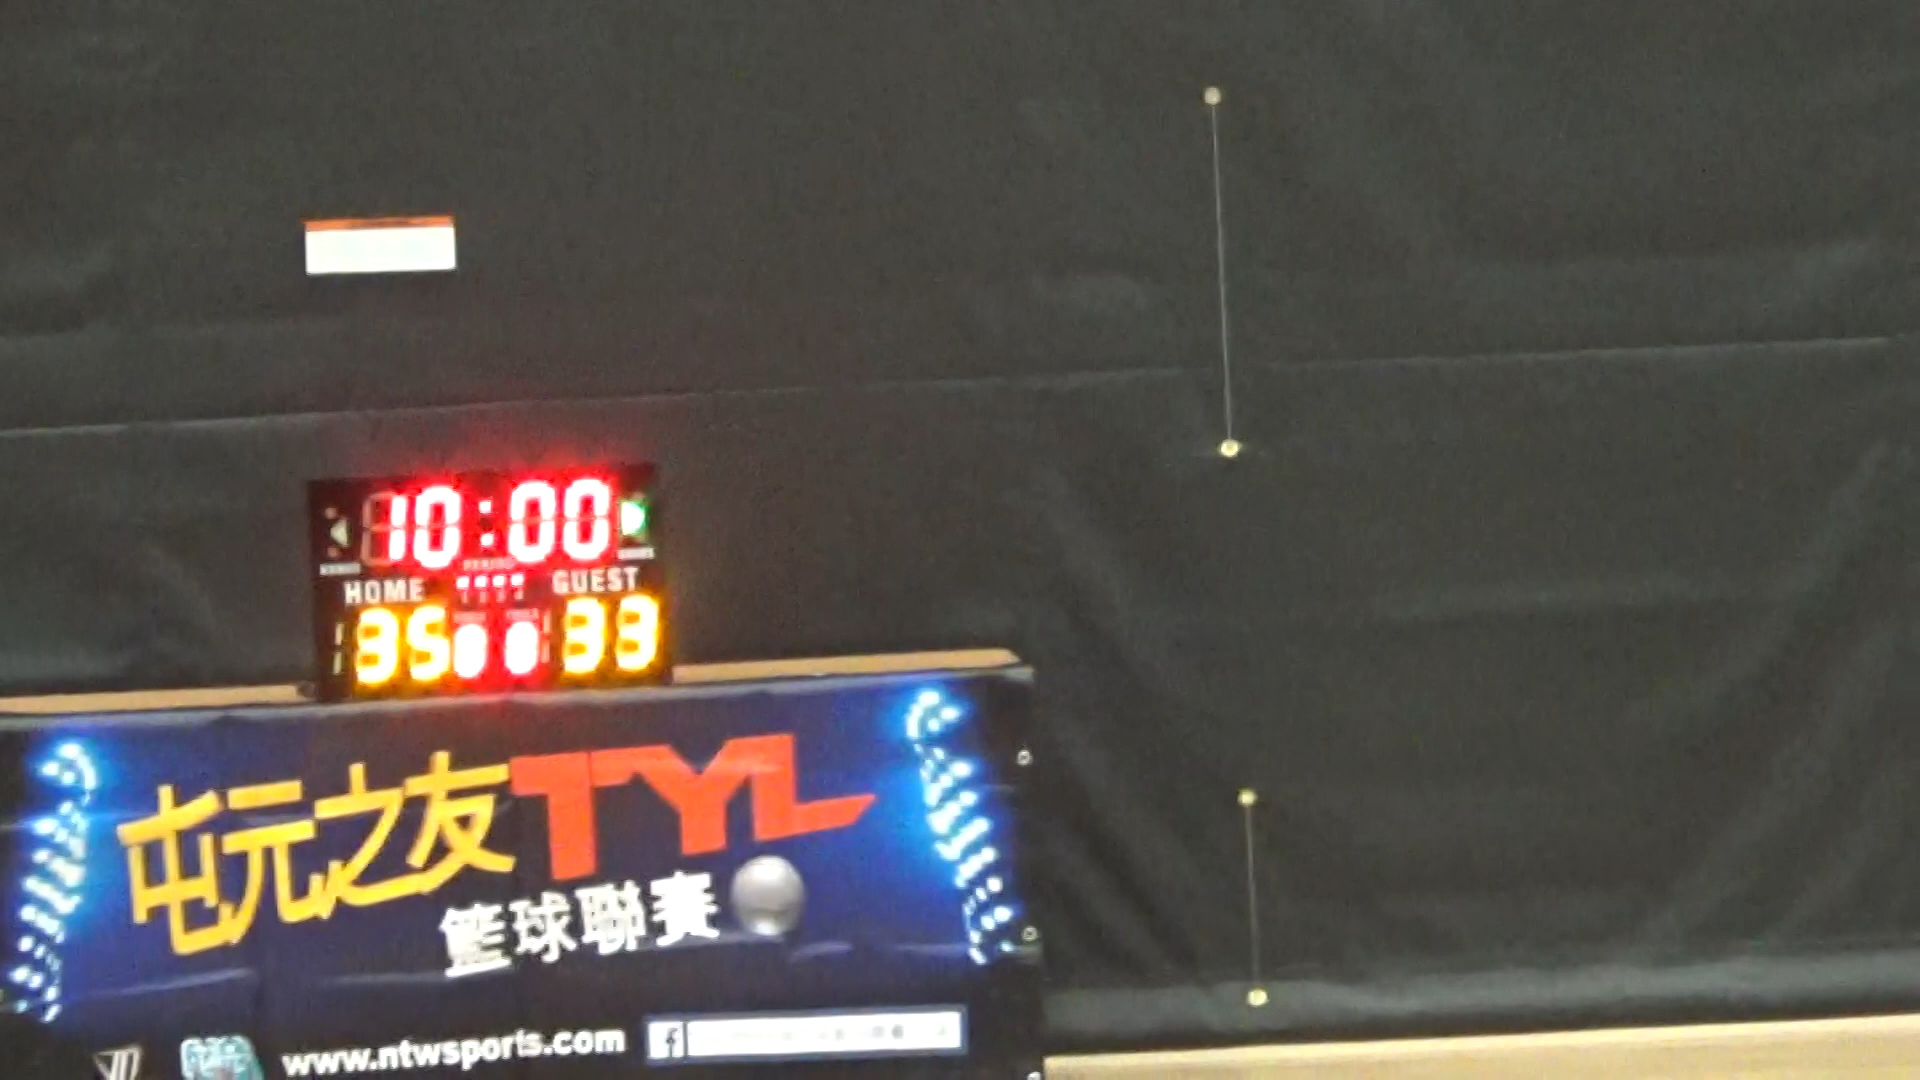 10:00
PERIOD
HOME GUEST
35 0 0 33
屯元之友TYL
籃球聯賽
www.ntwsports.com